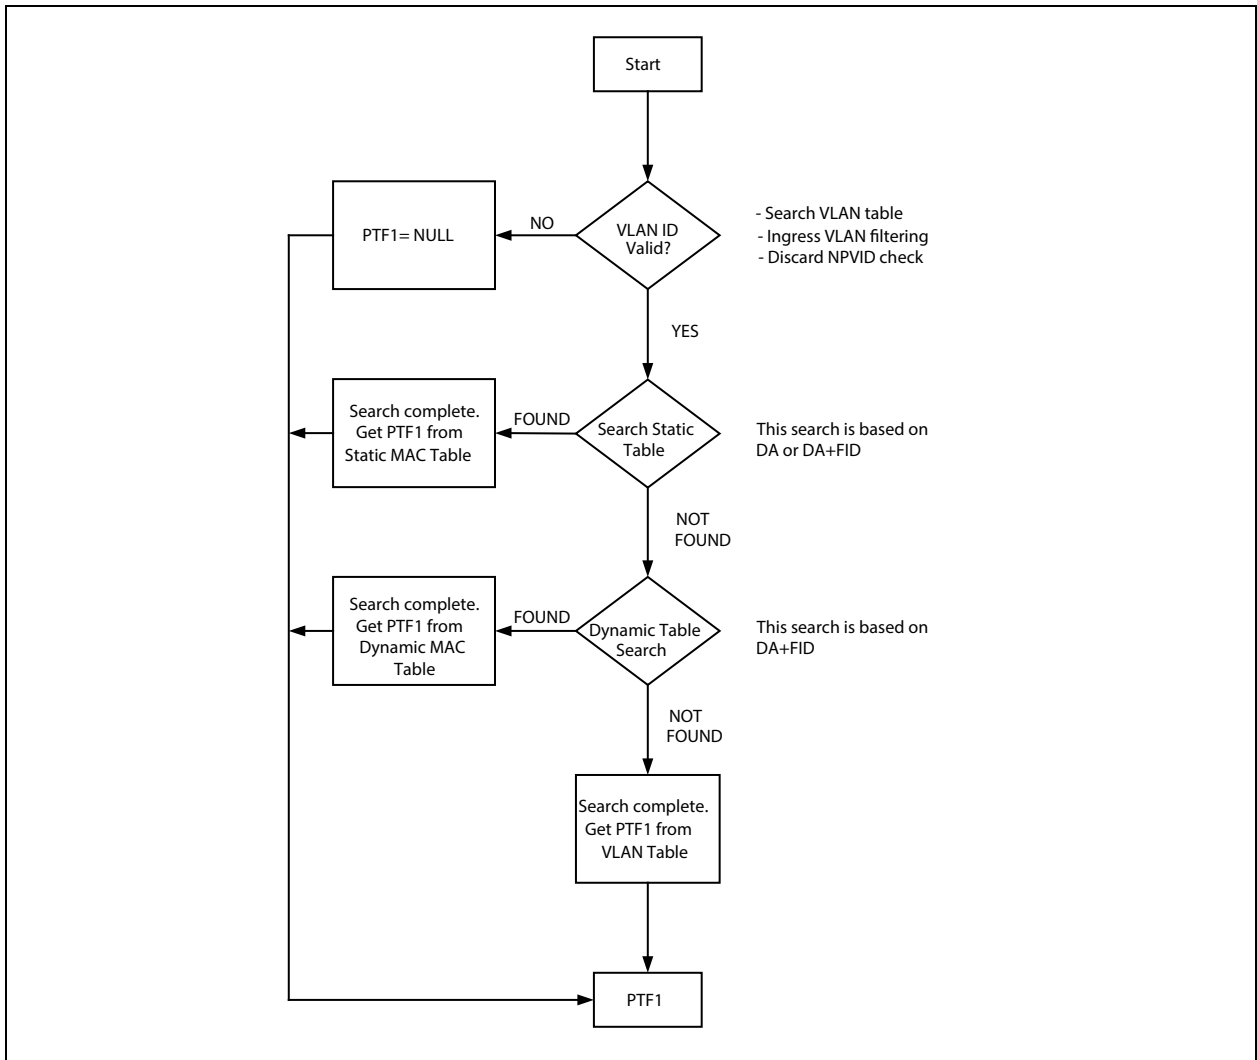 Start
PTF1= NULL
NO
VLAN ID
Valid?
- Search VLAN table
- Ingress VLAN filtering
- Discard NPVID check
YES
Search complete.
Get PTF1 from
Static MAC Table
FOUND
Search Static
Table
This search is based on
DA or DA+FID
NOT
FOUND
Search complete.
Get PTF1 from
Dynamic MAC
Table
FOUND
Dynamic Table
Search
This search is based on
DA+FID
NOT
FOUND
Search complete.
Get PTF1 from
VLAN Table
PTF1